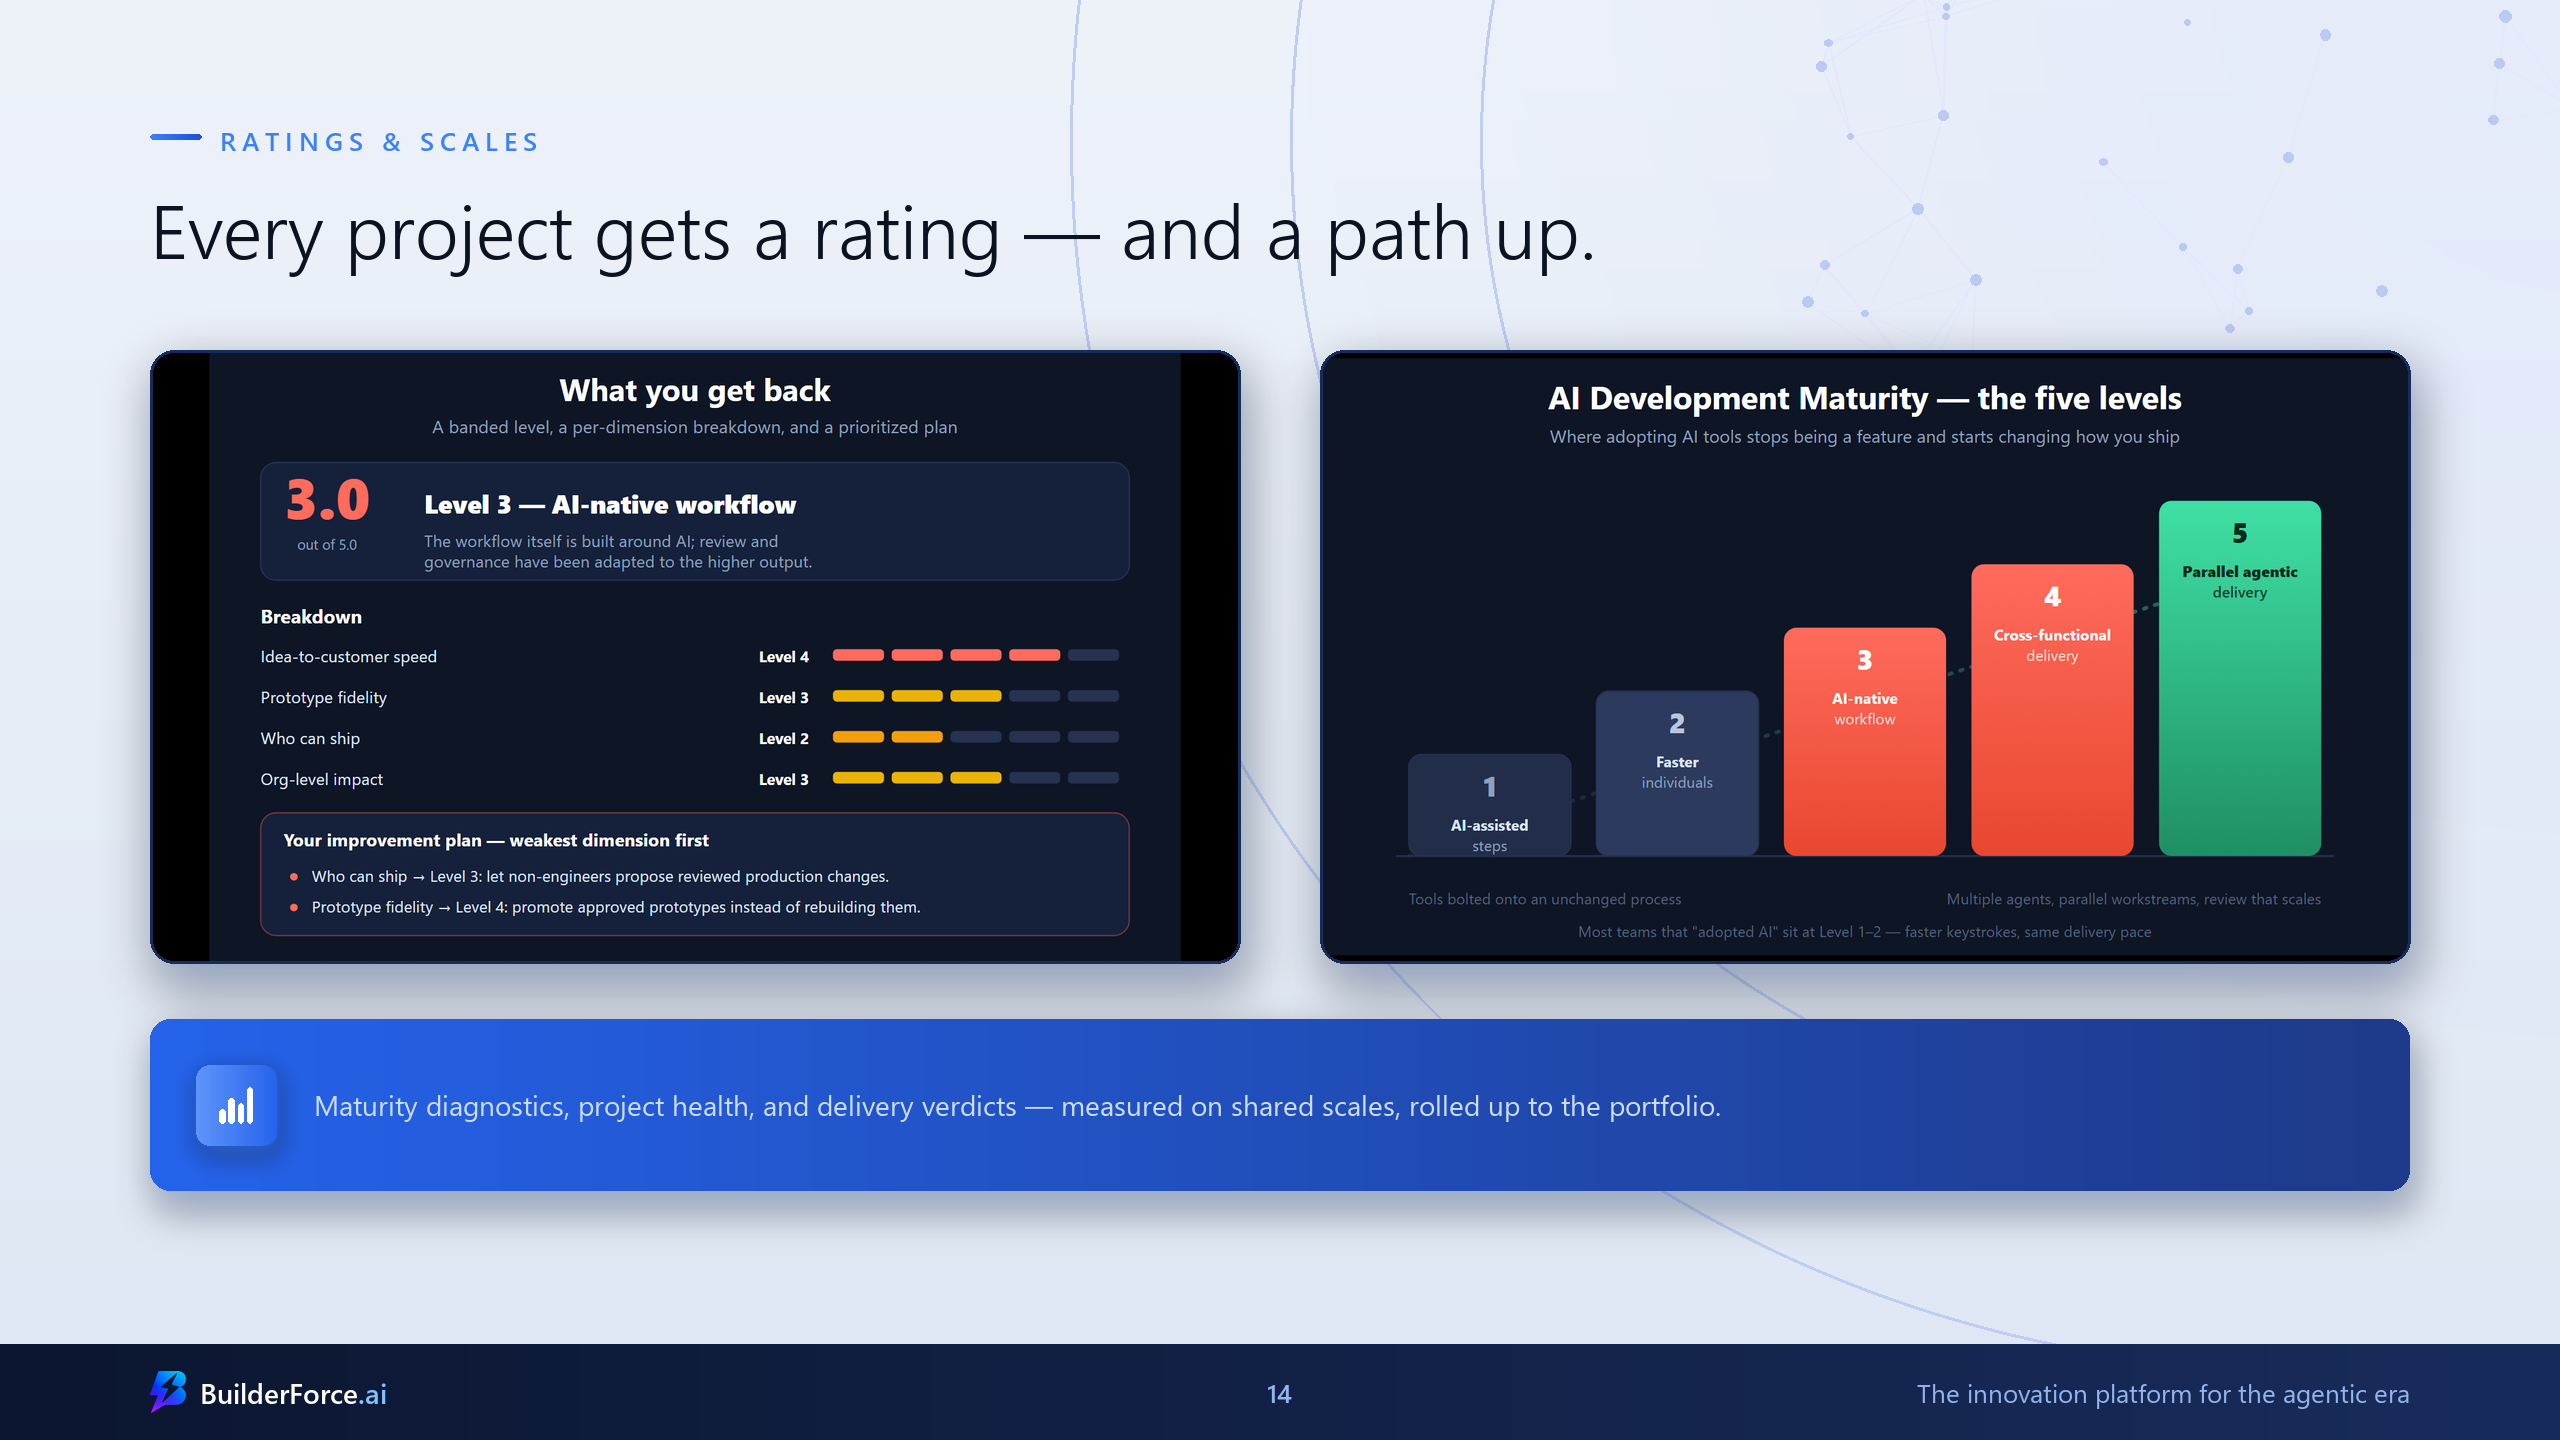 RATINGS & SCALES
Every project gets a rating — and a path up.
What you get back
A banded level, a per-dimension breakdown, and a prioritized plan
3.0
out of 5.0
Level 3 — AI-native workflow
The workflow itself is built around AI; review and
governance have been adapted to the higher output.
Breakdown
Idea-to-customer speed Level 4
Prototype fidelity Level 3
Who can ship Level 2
Org-level impact Level 3
Your improvement plan — weakest dimension first
Who can ship → Level 3: let non-engineers propose reviewed production changes.
Prototype fidelity → Level 4: promote approved prototypes instead of rebuilding them.
AI Development Maturity — the five levels
Where adopting AI tools stops being a feature and starts changing how you ship
1
AI-assisted
steps
2
Faster
individuals
3
AI-native
workflow
4
Cross-functional
delivery
5
Parallel agentic
delivery
Tools bolted onto an unchanged process
Multiple agents, parallel workstreams, review that scales
Most teams that "adopted AI" sit at Level 1–2 — faster keystrokes, same delivery pace
Maturity diagnostics, project health, and delivery verdicts — measured on shared scales, rolled up to the portfolio.
BuilderForce.ai
14
The innovation platform for the agentic era